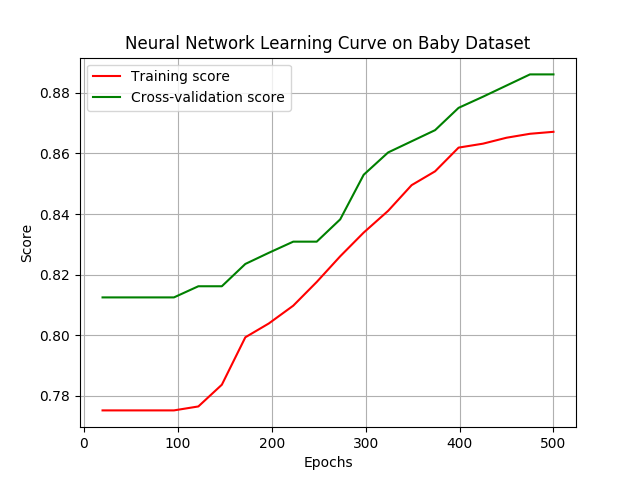 Neural Network Learning Curve on Baby Dataset
Training score
Cross-validation score
0.88
0.86
0.84
0.82
0.80
0.78
Score
0
100
200
300
400
500
Epochs